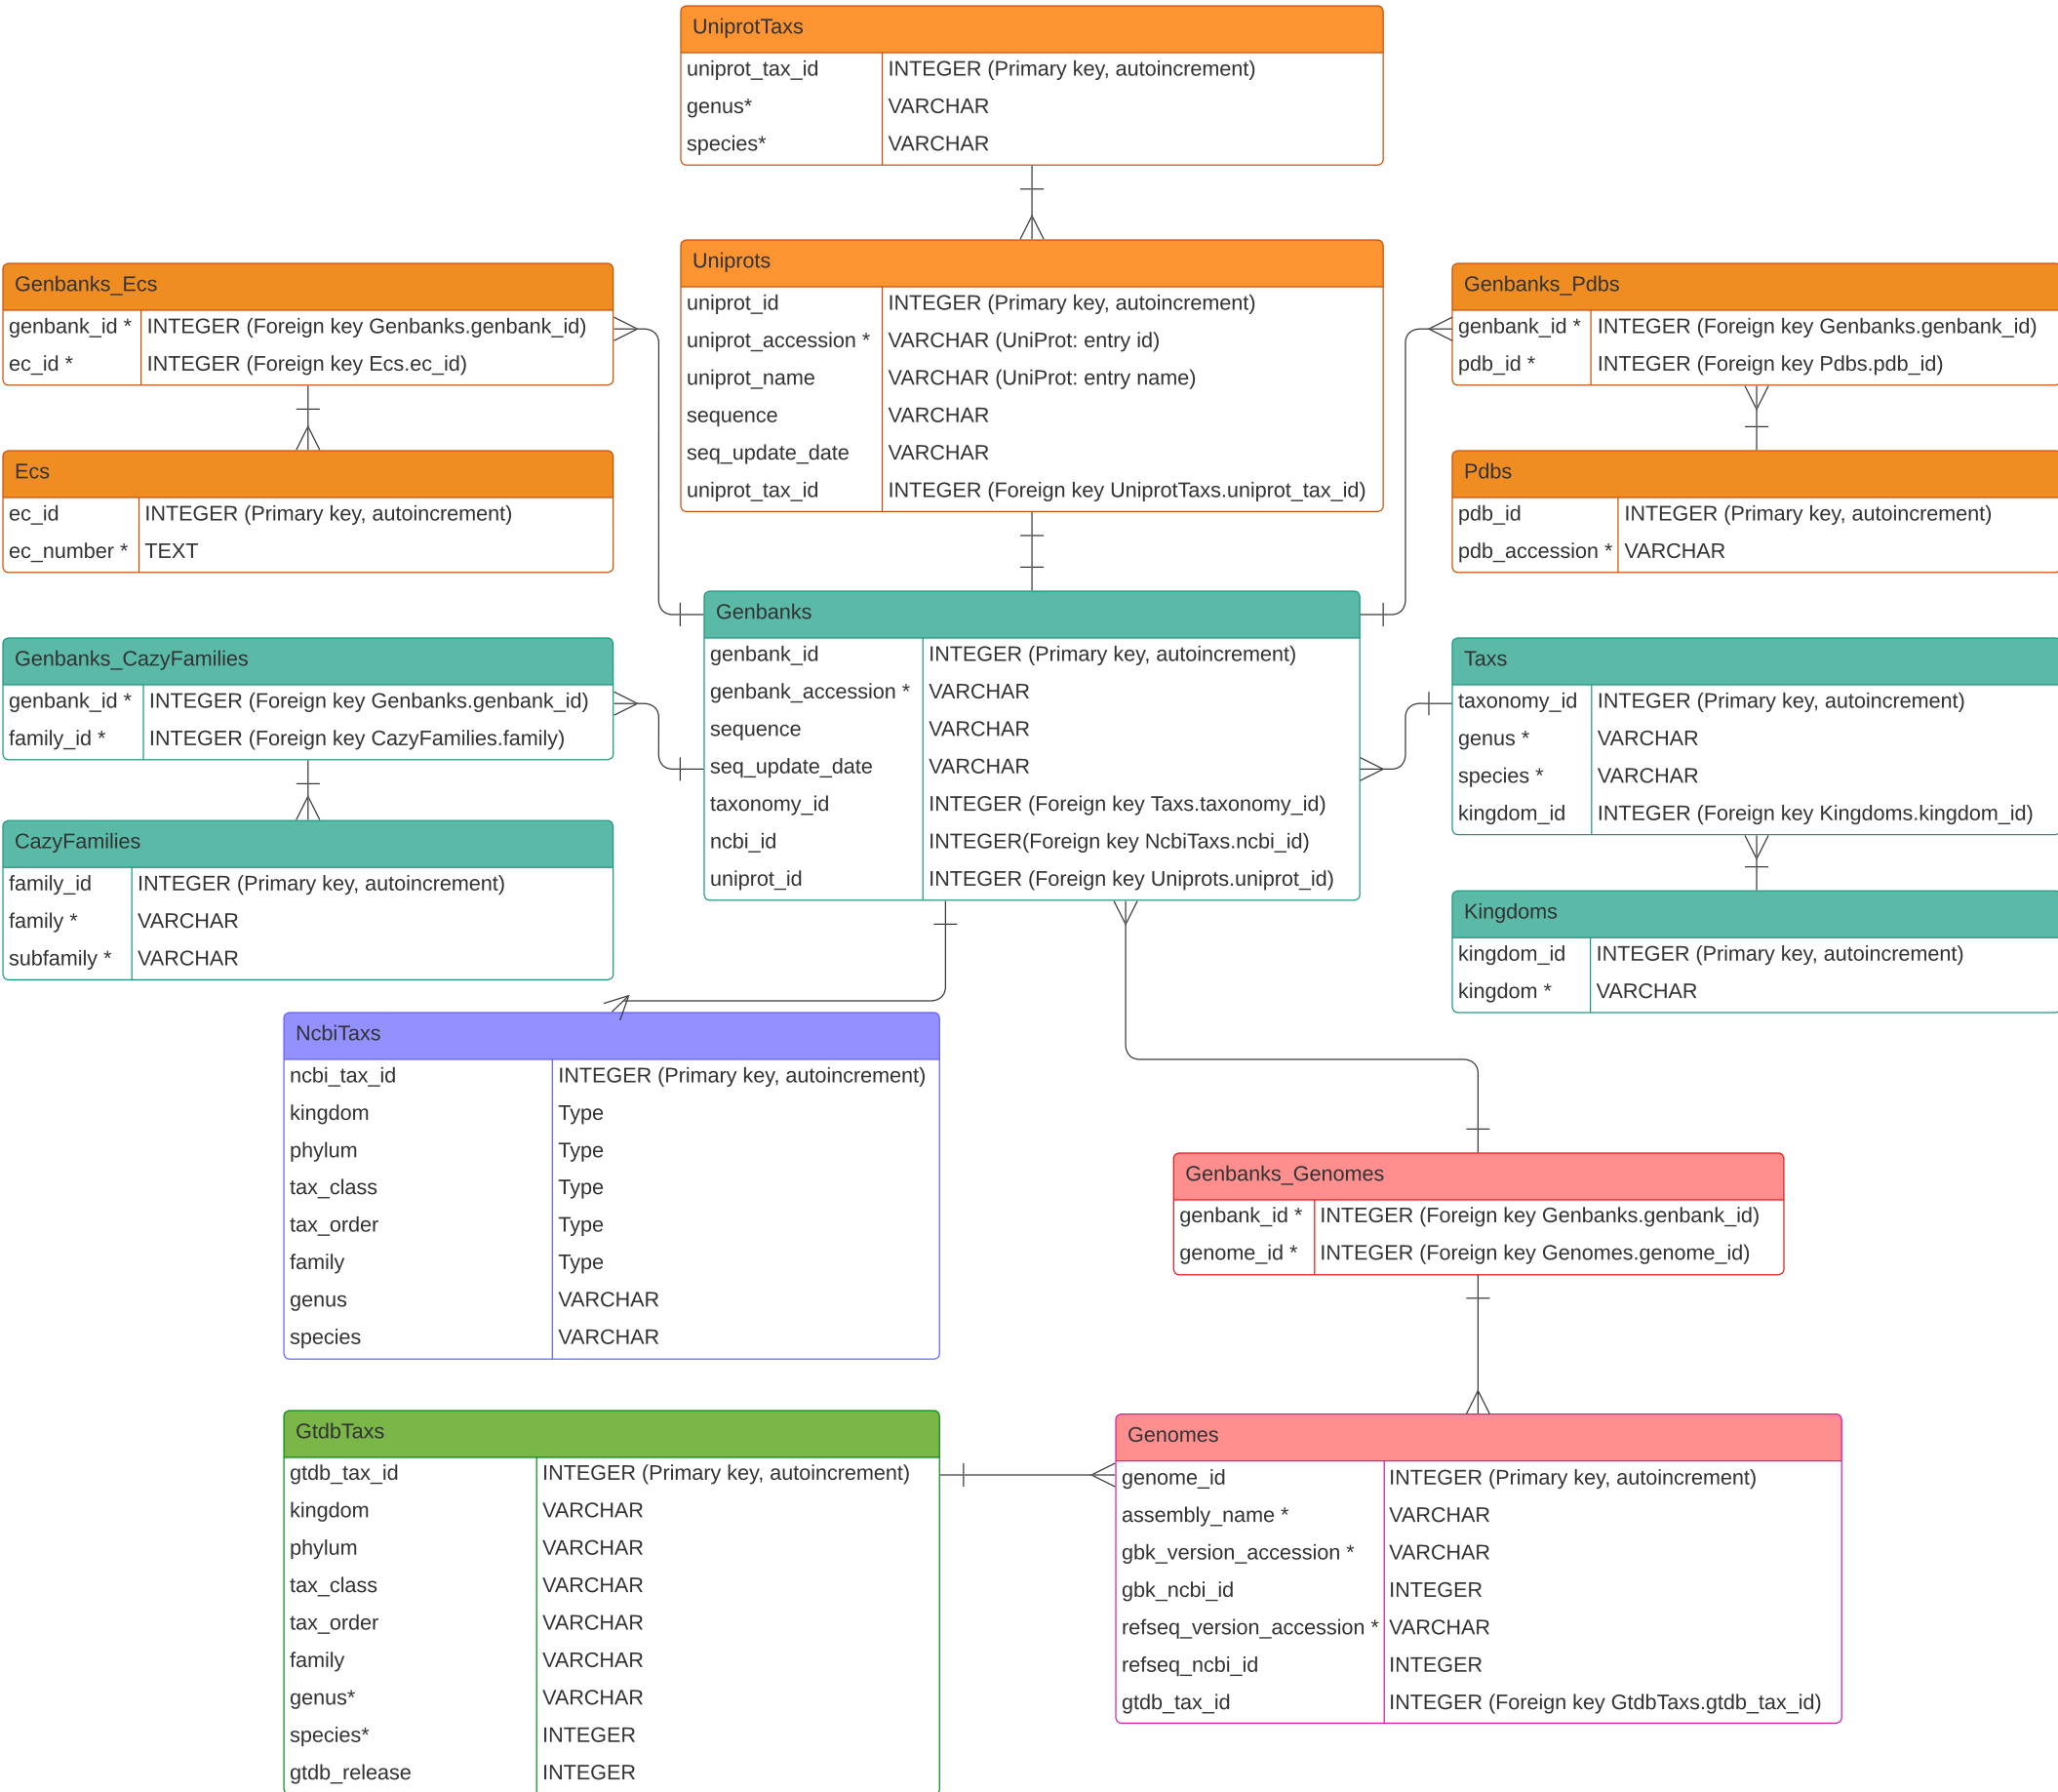 UniprotTaxs
uniprot_tax_id INTEGER (Primary key, autoincrement)
genus* VARCHAR
species* VARCHAR
Genbanks_Ecs
genbank_id * INTEGER (Foreign key Genbanks.genbank_id)
ec_id * INTEGER (Foreign key Ecs.ec_id)
Uniprots
uniprot_id INTEGER (Primary key, autoincrement)
uniprot_accession * VARCHAR (UniProt: entry id)
uniprot_name VARCHAR (UniProt: entry name)
sequence VARCHAR
seq_update_date VARCHAR
uniprot_tax_id INTEGER (Foreign key UniprotTaxs.uniprot_tax_id)
Genbanks_Pdbs
genbank_id * INTEGER (Foreign key Genbanks.genbank_id)
pdb_id * INTEGER (Foreign key Pdbs.pdb_id)
Ecs
ec_id INTEGER (Primary key, autoincrement)
ec_number * TEXT
Pdbs
pdb_id INTEGER (Primary key, autoincrement)
pdb_accession * VARCHAR
Genbanks_CazyFamilies
genbank_id * INTEGER (Foreign key Genbanks.genbank_id)
family_id * INTEGER (Foreign key CazyFamilies.family)
Genbanks
genbank_id INTEGER (Primary key, autoincrement)
genbank_accession * VARCHAR
sequence VARCHAR
seq_update_date VARCHAR
taxonomy_id INTEGER (Foreign key Taxs.taxonomy_id)
ncbi_id INTEGER(Foreign key NcbiTaxs.ncbi_id)
uniprot_id INTEGER (Foreign key Uniprots.uniprot_id)
Taxs
taxonomy_id INTEGER (Primary key, autoincrement)
genus * VARCHAR
species * VARCHAR
kingdom_id INTEGER (Foreign key Kingdoms.kingdom_id)
CazyFamilies
family_id INTEGER (Primary key, autoincrement)
family * VARCHAR
subfamily * VARCHAR
Kingdoms
kingdom_id INTEGER (Primary key, autoincrement)
kingdom * VARCHAR
NcbiTaxs
ncbi_tax_id INTEGER (Primary key, autoincrement)
kingdom Type
phylum Type
tax_class Type
tax_order Type
family Type
genus VARCHAR
species VARCHAR
Genbanks_Genomes
genbank_id * INTEGER (Foreign key Genbanks.genbank_id)
genome_id * INTEGER (Foreign key Genomes.genome_id)
GtdbTaxs
gtdb_tax_id INTEGER (Primary key, autoincrement)
kingdom VARCHAR
phylum VARCHAR
tax_class VARCHAR
tax_order VARCHAR
family VARCHAR
genus* VARCHAR
species* INTEGER
gtdb_release INTEGER
Genomes
genome_id INTEGER (Primary key, autoincrement)
assembly_name * VARCHAR
gbk_version_accession * VARCHAR
gbk_ncbi_id INTEGER
refseq_version_accession * VARCHAR
refseq_ncbi_id INTEGER
gtdb_tax_id INTEGER (Foreign key GtdbTaxs.gtdb_tax_id)